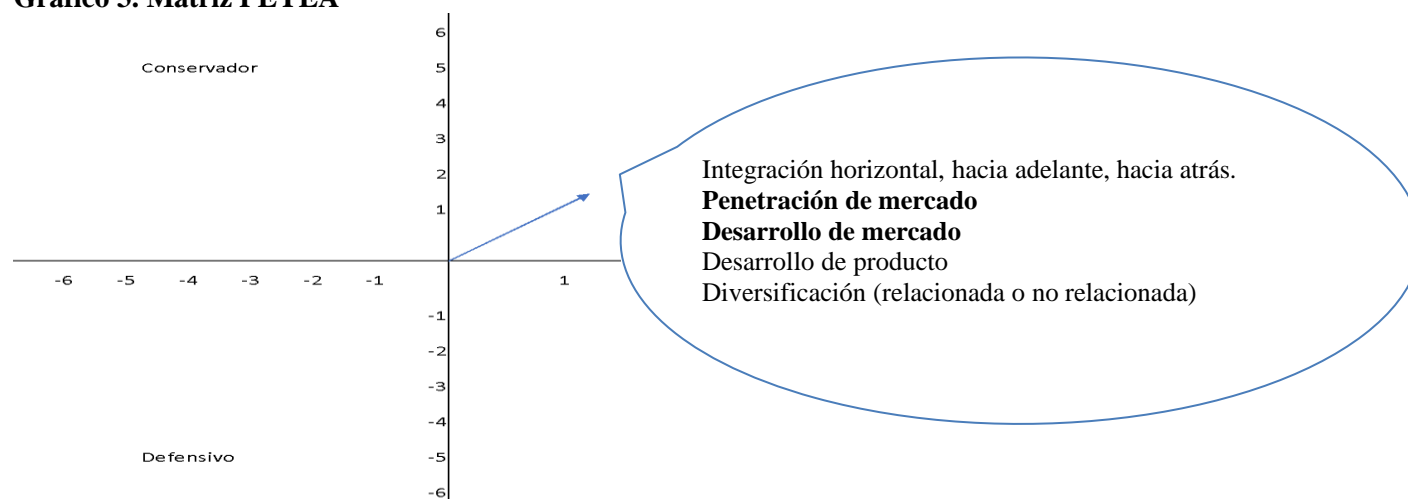 Gráfico 3. Matriz PEYEA
6
Conservador
5
4
3
2
1
-6 -5 -4 -3 -2 -1 1
-1
-2
-3
-4
Defensivo
-5
-6
Integración horizontal, hacia adelante, hacia atrás.
Penetración de mercado
Desarrollo de mercado
Desarrollo de producto
Diversificación (relacionada o no relacionada)